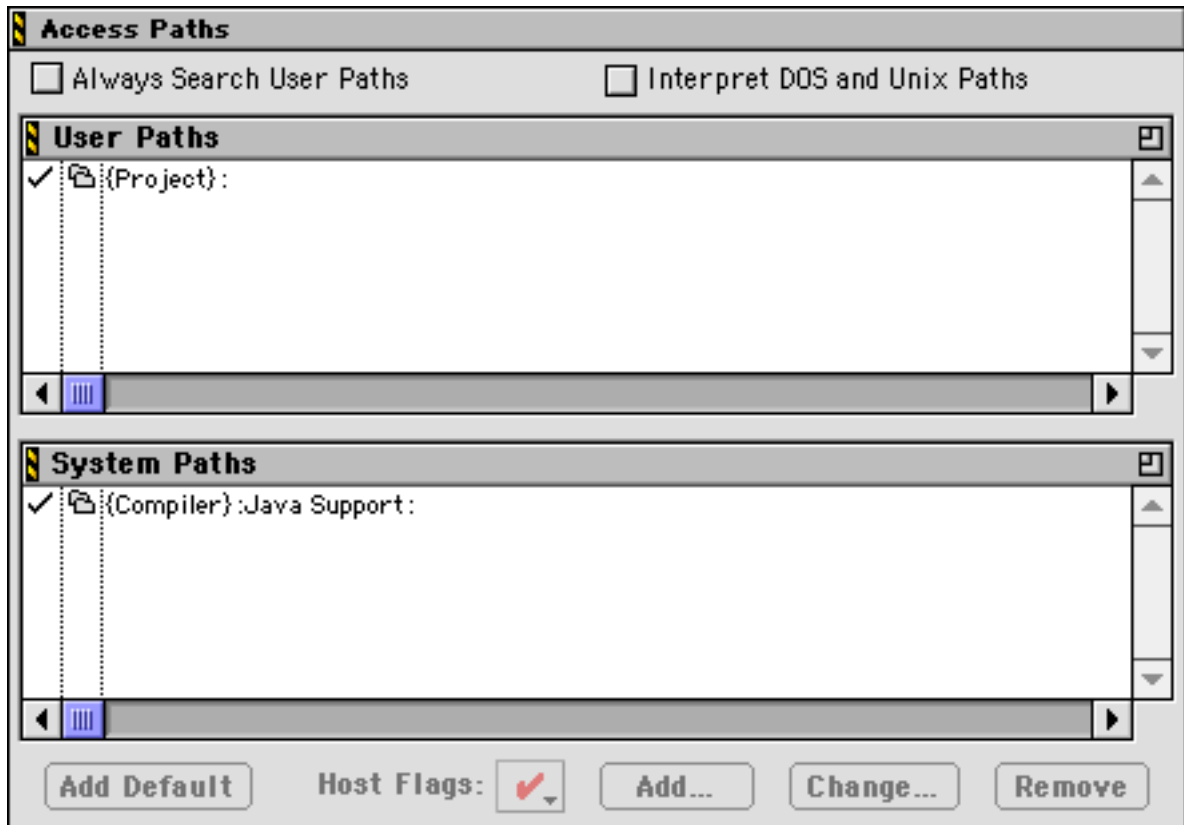 Access Paths
Always Search User Paths Interpret DOS and Unix Paths
User Paths
{Project}:
System Paths
{Compiler}:Java Support:
Add Default Host Flags: Add... Change... Remove